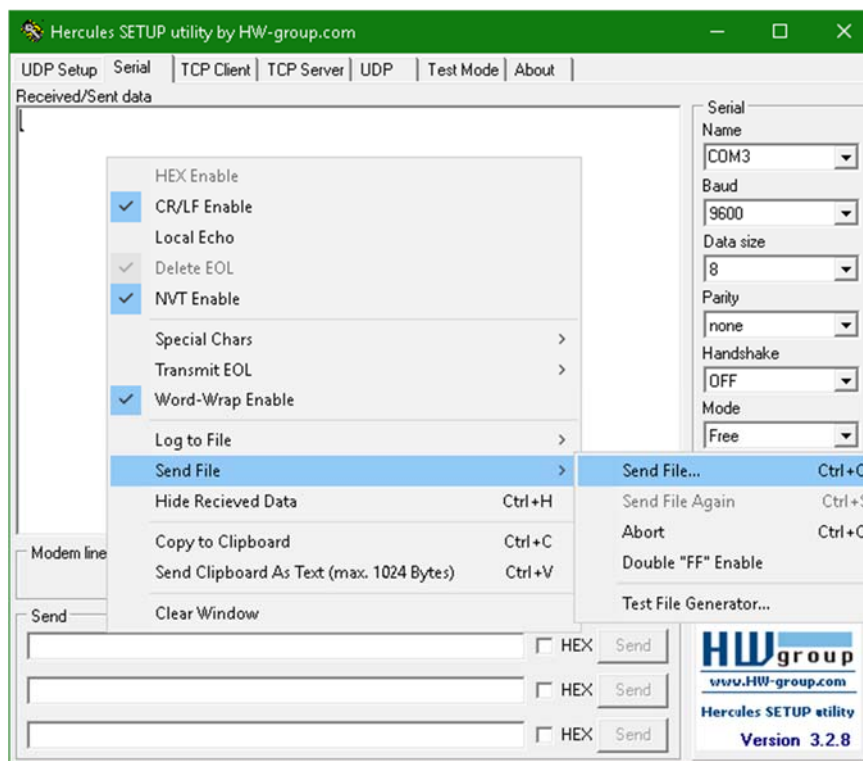 Hercules SETUP utility by HW-group.com
UDP Setup Serial TCP Client TCP Server UDP Test Mode About
Received/Sent data
HEX Enable
CR/LF Enable
Local Echo
Delete EOL
NVT Enable
Special Chars
Transmit EOL
Word-Wrap Enable
Log to File
Send File
Hide Recieved Data Ctrl+H
Copy to Clipboard Ctrl+C
Send Clipboard As Text (max. 1024 Bytes) Ctrl+V
Clear Window
Send File...
Send File Again
Abort
Double "FF" Enable
Test File Generator...
Serial
Name
COM3
Baud
9600
Data size
8
Parity
none
Handshake
OFF
Mode
Free
Modem line
Send
HEX Send
HEX Send
HEX Send
HW group
www.HW-group.com
Hercules SETUP utility
Version 3.2.8